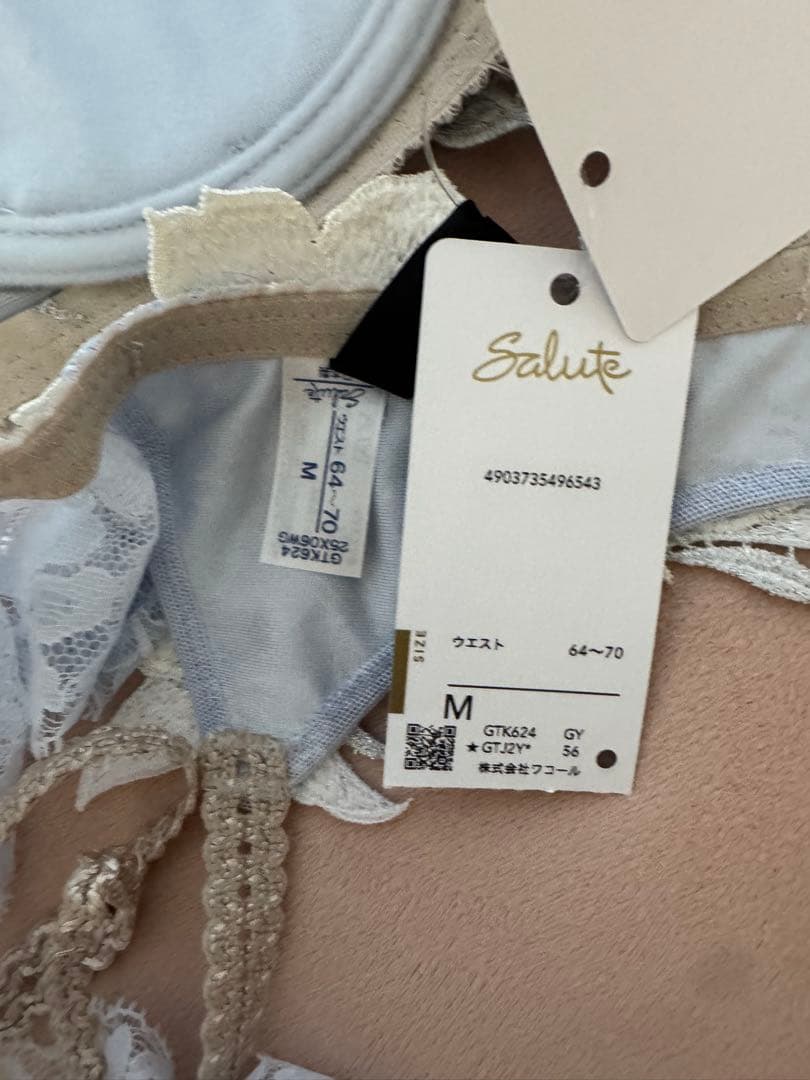 Salute
4903735496543
SIZE
ウエスト 64〜70
M
GTK624 GY
★GTJ2Y* 56
株式会社ワコール
Salute
ウエスト 64〜70
M
GTK624
25X06WG